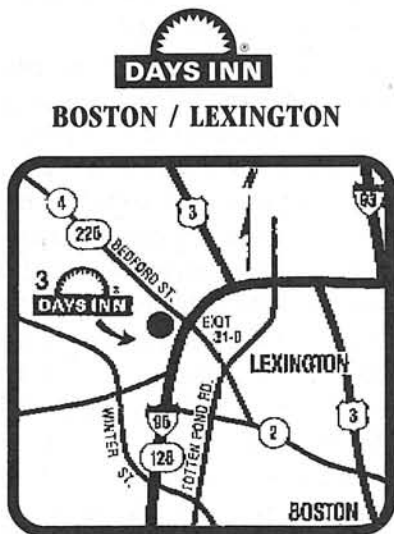 ®
DAYS INN
BOSTON / LEXINGTON
4
225
3
93
BEDFORD ST.
3
DAYS INN
EXIT
31-B
LEXINGTON
95
128
WINTER ST.
TOTTEN POND RD.
2
3
BOSTON